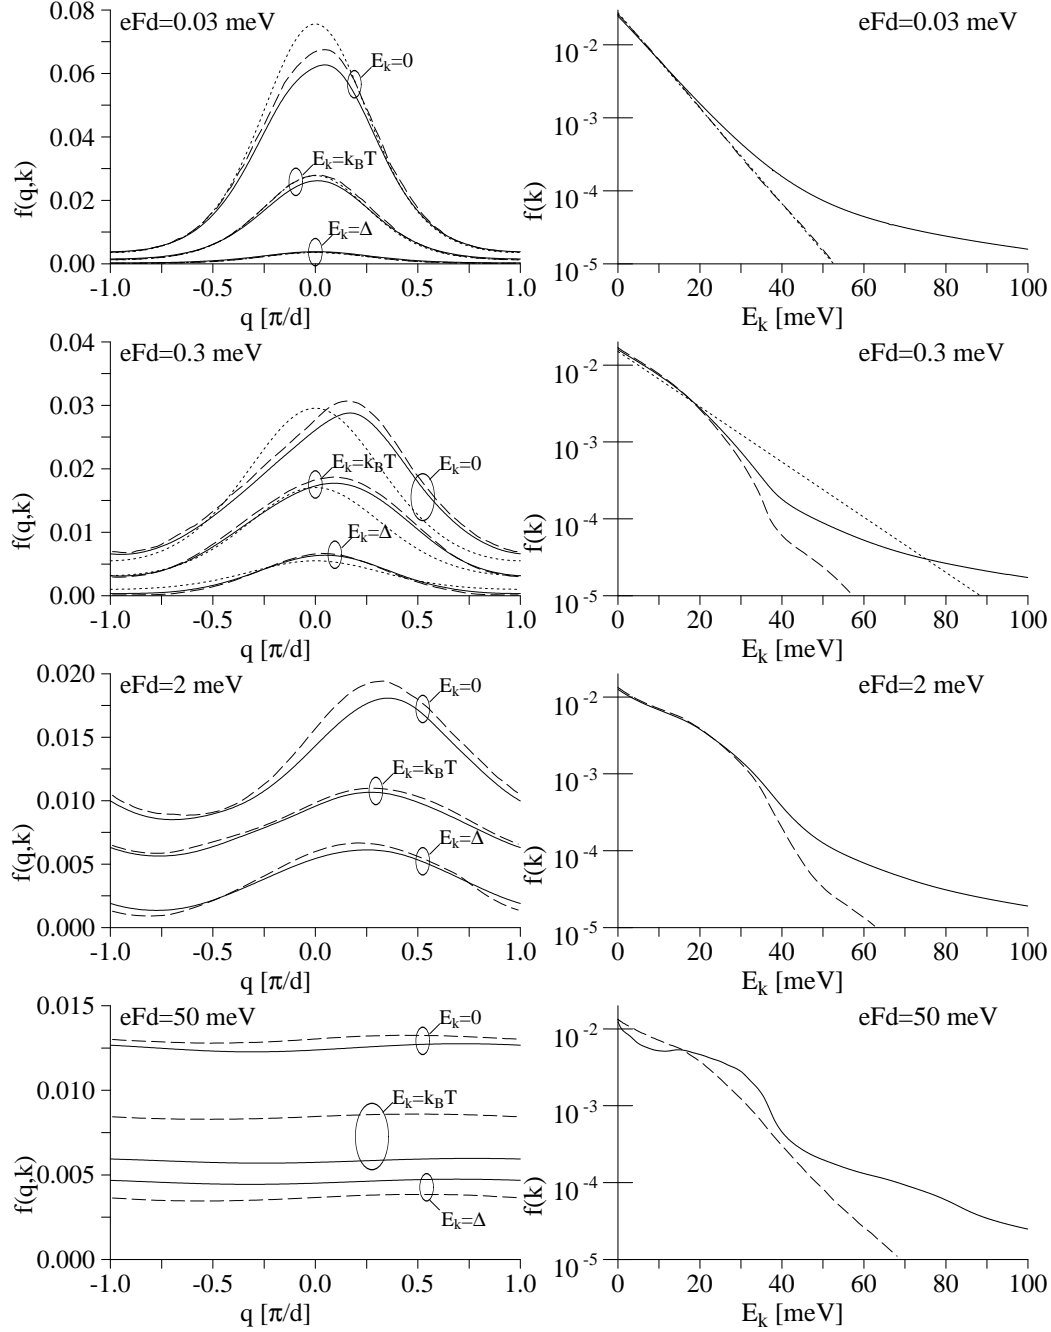 eFd=0.03 meV
0.08
0.06
0.04
0.02
0.00
f(q,k)
E_k=0
E_k=k_BT
E_k=Δ
-1.0 -0.5 0.0 0.5 1.0
q [π/d]
eFd=0.03 meV
10^-2
10^-3
10^-4
10^-5
f(k)
0 20 40 60 80 100
E_k [meV]
eFd=0.3 meV
0.04
0.03
0.02
0.01
0.00
f(q,k)
E_k=0
E_k=k_BT
E_k=Δ
-1.0 -0.5 0.0 0.5 1.0
q [π/d]
eFd=0.3 meV
10^-2
10^-3
10^-4
10^-5
f(k)
0 20 40 60 80 100
E_k [meV]
eFd=2 meV
0.020
0.015
0.010
0.005
0.000
f(q,k)
E_k=0
E_k=k_BT
E_k=Δ
-1.0 -0.5 0.0 0.5 1.0
q [π/d]
eFd=2 meV
10^-2
10^-3
10^-4
10^-5
f(k)
0 20 40 60 80 100
E_k [meV]
eFd=50 meV
0.015
0.010
0.005
0.000
f(q,k)
E_k=0
E_k=k_BT
E_k=Δ
-1.0 -0.5 0.0 0.5 1.0
q [π/d]
eFd=50 meV
10^-2
10^-3
10^-4
10^-5
f(k)
0 20 40 60 80 100
E_k [meV]